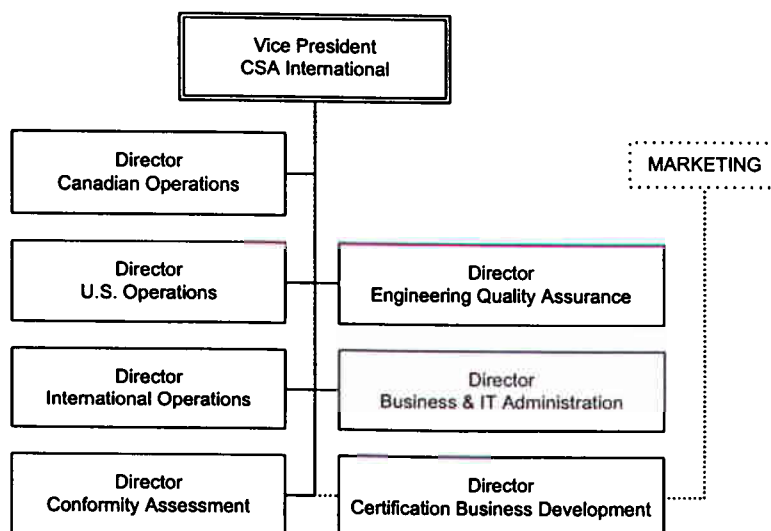 Vice President
CSA International
Director
Canadian Operations
MARKETING
Director
U.S. Operations
Director
Engineering Quality Assurance
Director
International Operations
Director
Business & IT Administration
Director
Conformity Assessment
Director
Certification Business Development